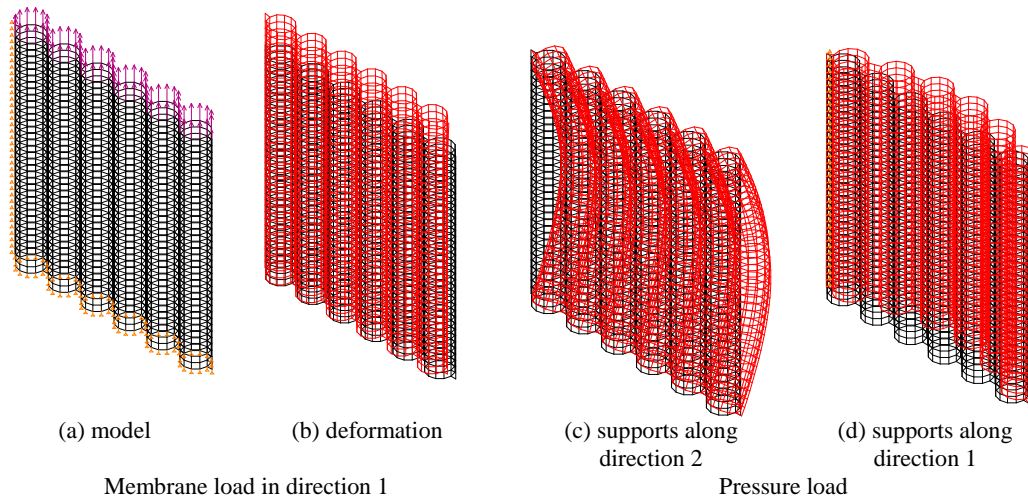 (a) model
(b) deformation
(c) supports along
direction 2
(d) supports along
direction 1
Membrane load in direction 1
Pressure load